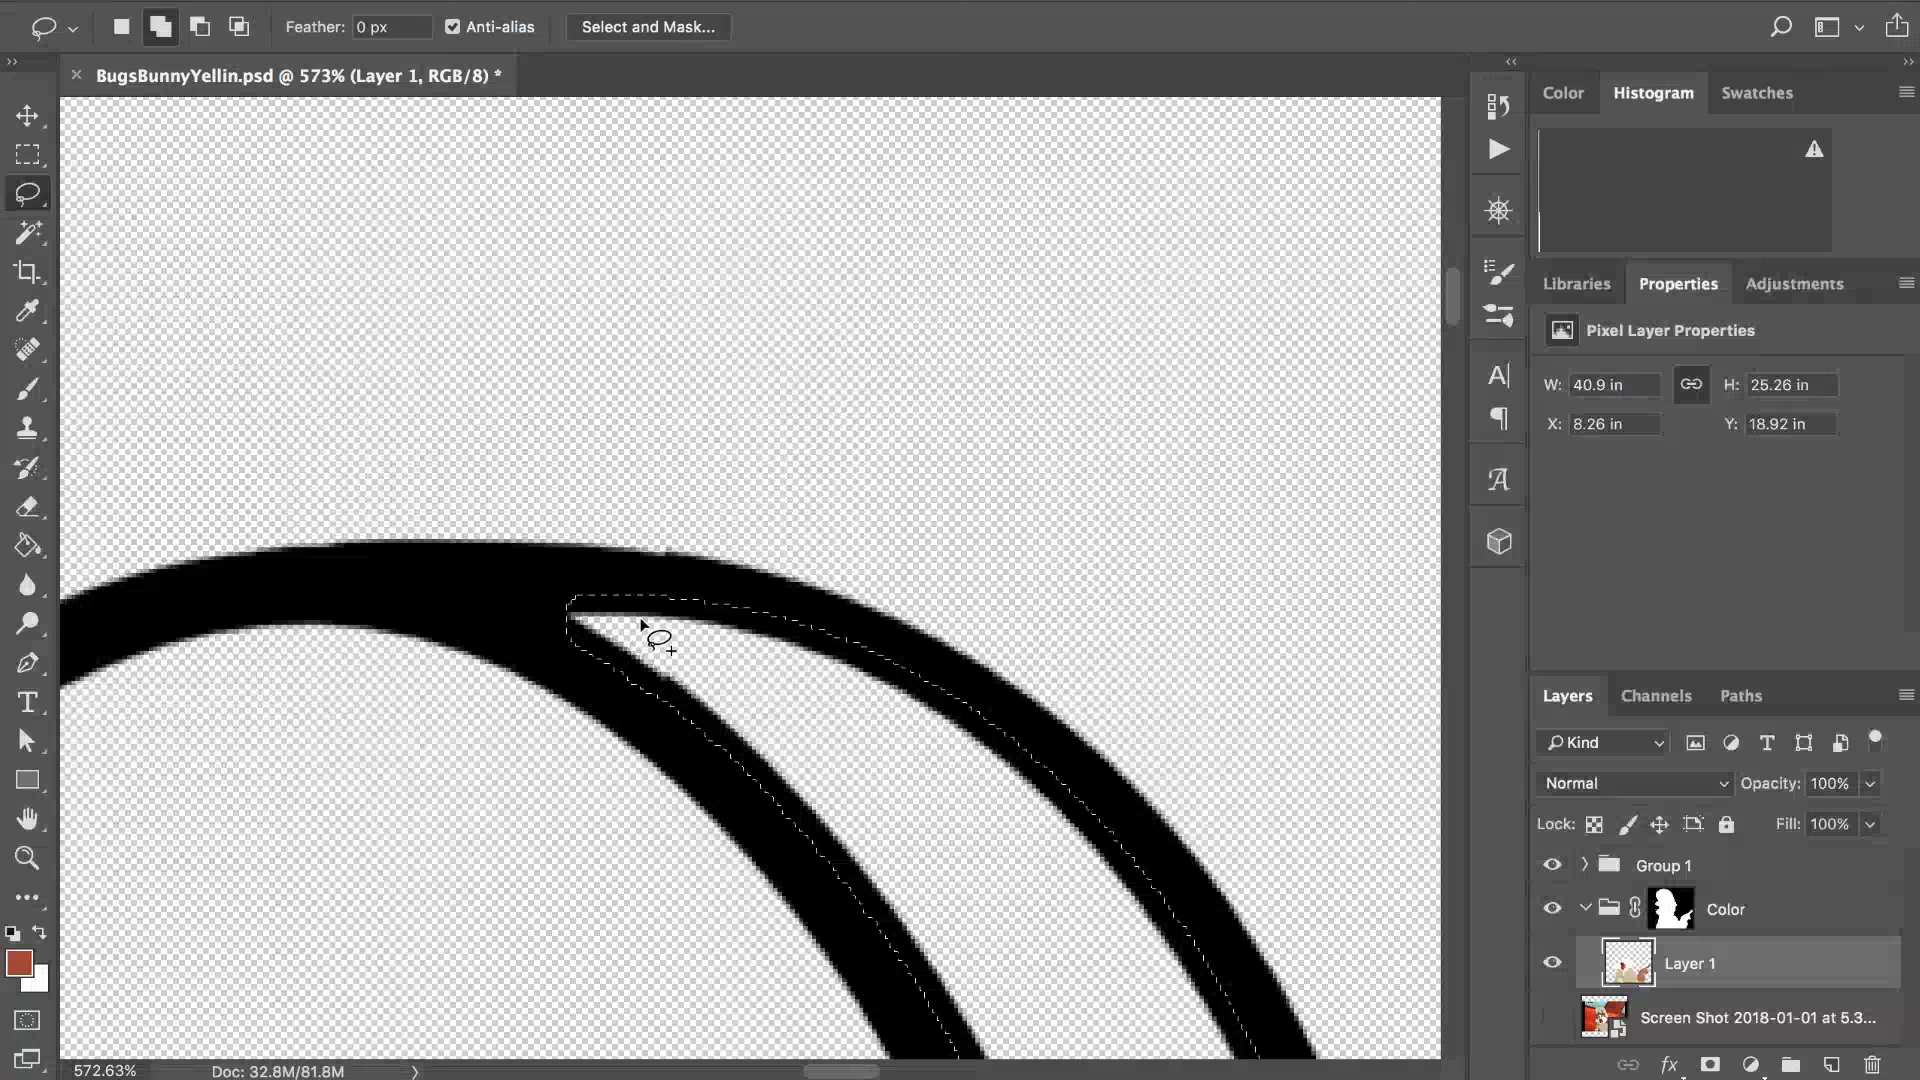 Feather: 0 px Anti-alias Select and Mask...
BugsBunnyYellin.psd @ 573% (Layer 1, RGB/8) *
Color Histogram Swatches
Libraries Properties Adjustments
Pixel Layer Properties
W: 40.9 in H: 25.26 in
X: 8.26 in Y: 18.92 in
Layers Channels Paths
Kind
Normal Opacity: 100%
Lock: Fill: 100%
Group 1
Color
Layer 1
Screen Shot 2018-01-01 at 5.3...
572.63% Doc: 32.8M/81.8M